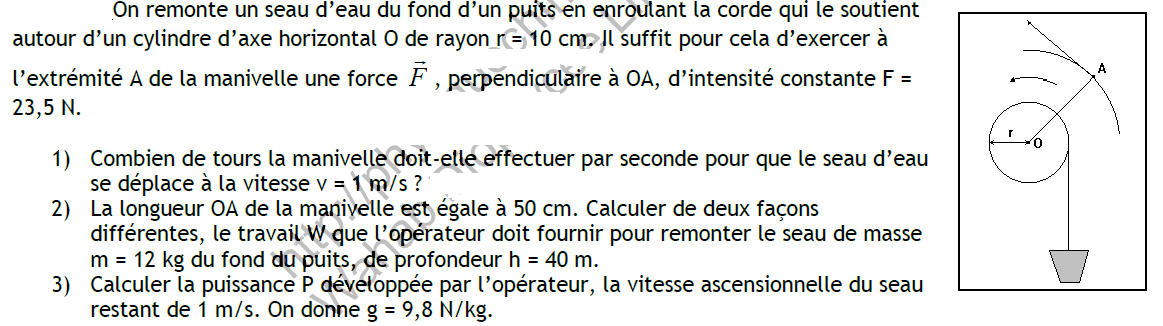 On remonte un seau d'eau du fond d'un puits en enroulant la corde qui le soutient
autour d'un cylindre d'axe horizontal O de rayon r = 10 cm. Il suffit pour cela d'exercer à
l'extrémité A de la manivelle une force F⃗ , perpendiculaire à OA, d'intensité constante F =
23,5 N.
1) Combien de tours la manivelle doit-elle effectuer par seconde pour que le seau d'eau
se déplace à la vitesse v = 1 m/s ?
2) La longueur OA de la manivelle est égale à 50 cm. Calculer de deux façons
différentes, le travail W que l'opérateur doit fournir pour remonter le seau de masse
m = 12 kg du fond du puits, de profondeur h = 40 m.
3) Calculer la puissance P développée par l'opérateur, la vitesse ascensionnelle du seau
restant de 1 m/s. On donne g = 9,8 N/kg.
A
r
O
http://ph
Wahab